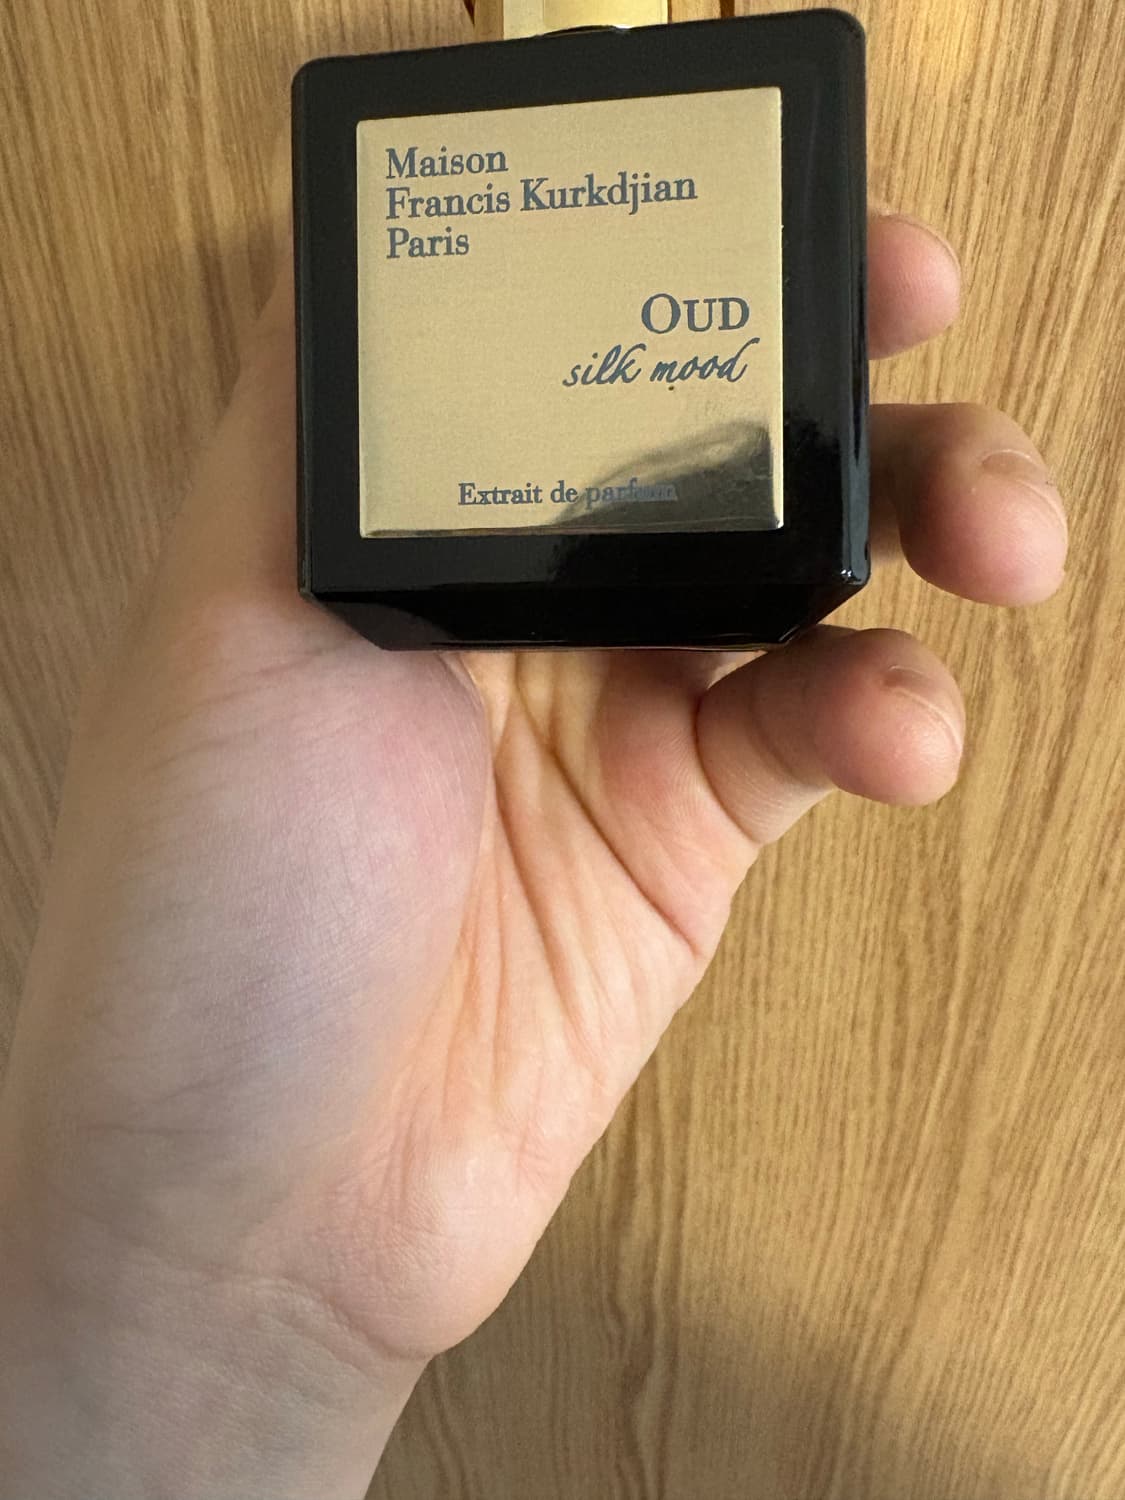 Maison
Francis Kurkdjian
Paris
OUD
silk mood
Extrait de parfum